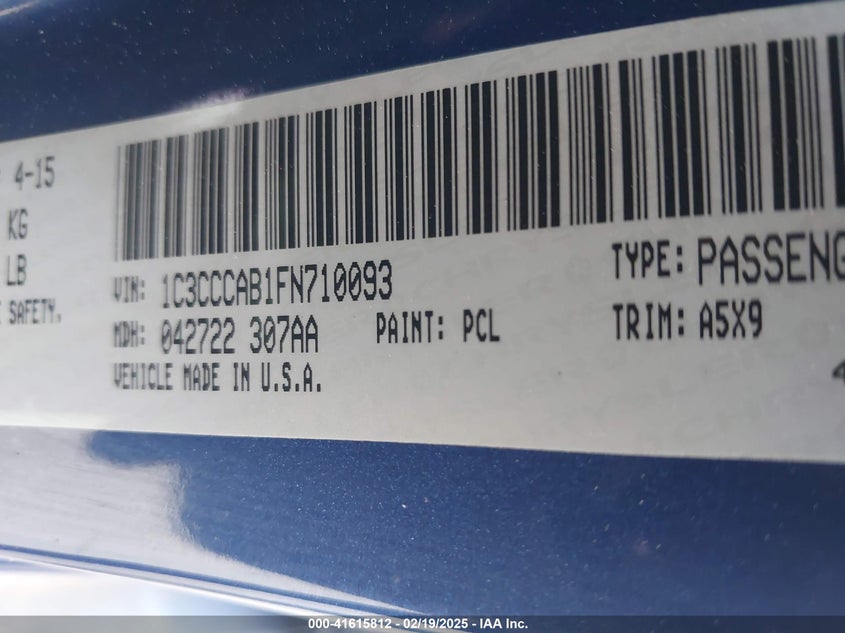 4-15
KG
LB
SAFETY.
VIN: 1C3CCCAB1FN710093
TYPE: PASSENG
MDH: 042722 307AA
PAINT: PCL
TRIM: A5X9
VEHICLE MADE IN U.S.A.
000-41615812 - 02/19/2025 - IAA Inc.